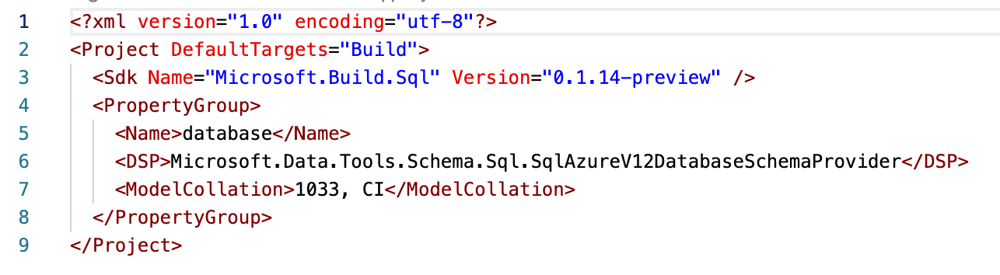 1 <?xml version="1.0" encoding="utf-8"?>
2 <Project DefaultTargets="Build">
3   <Sdk Name="Microsoft.Build.Sql" Version="0.1.14-preview" />
4   <PropertyGroup>
5     <Name>database</Name>
6     <DSP>Microsoft.Data.Tools.Schema.Sql.SqlAzureV12DatabaseSchemaProvider</DSP>
7     <ModelCollation>1033, CI</ModelCollation>
8   </PropertyGroup>
9 </Project>